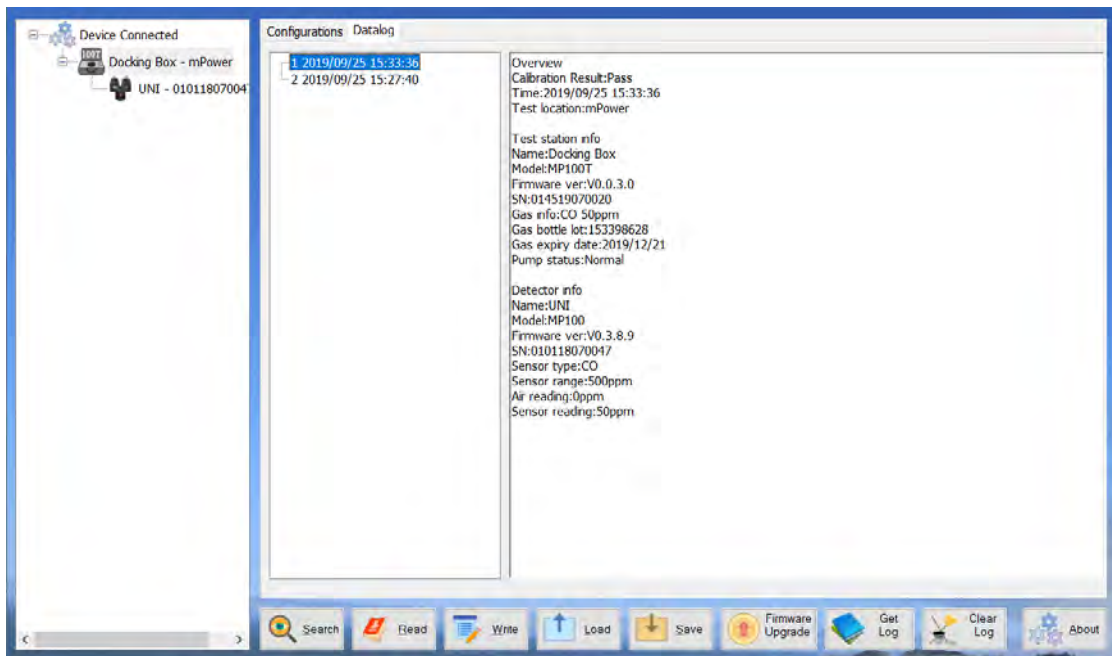 Device Connected
100T
Docking Box - mPower
UNI - 01011807004
Configurations Datalog
1 2019/09/25 15:33:36
2 2019/09/25 15:27:40
Overview
Calibration Result:Pass
Time:2019/09/25 15:33:36
Test location:mPower
Test station info
Name:Docking Box
Model:MP100T
Firmware ver:V0.0.3.0
SN:014519070020
Gas info:CO 50ppm
Gas bottle lot:153398628
Gas expiry date:2019/12/21
Pump status:Normal
Detector info
Name:UNI
Model:MP100
Firmware ver:V0.3.8.9
SN:010118070047
Sensor type:CO
Sensor range:500ppm
Air reading:0ppm
Sensor reading:50ppm
Search Read Write Load Save Firmware Upgrade Get Log Clear Log About